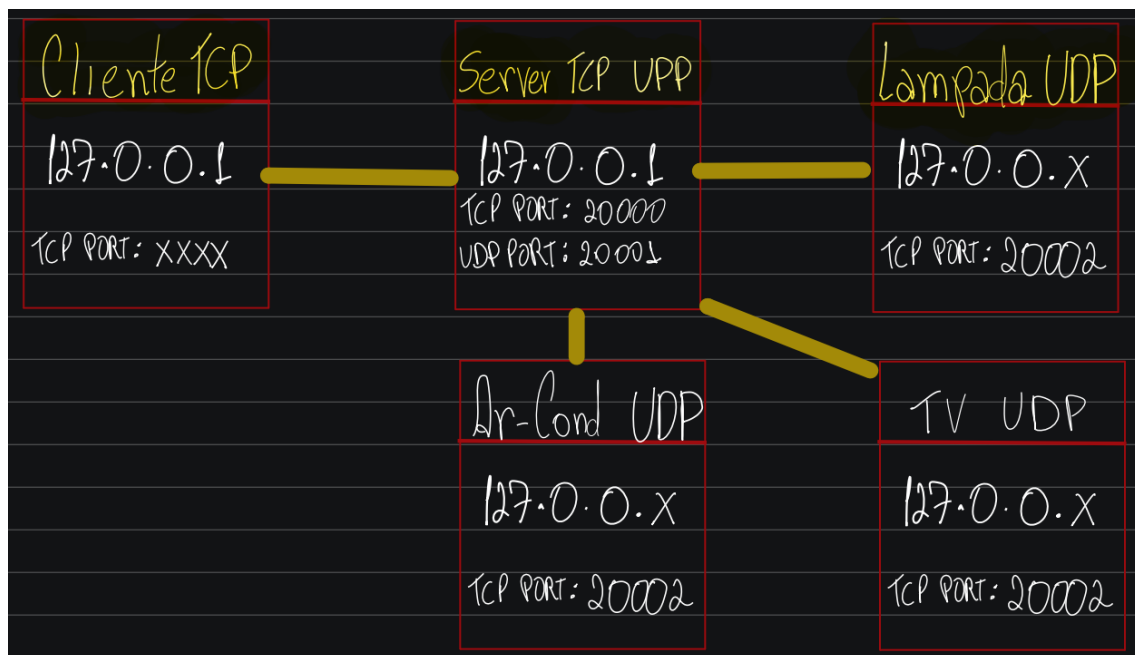 Cliente TCP
127.0.0.1
TCP PORT: XXXX
Server TCP UPP
127.0.0.1
TCP PORT: 20000
UDP PORT: 20001
Lampada UDP
127.0.0.x
TCP PORT: 20002
Ar-Cond UDP
127.0.0.x
TCP PORT: 20002
TV UDP
127.0.0.x
TCP PORT: 20002